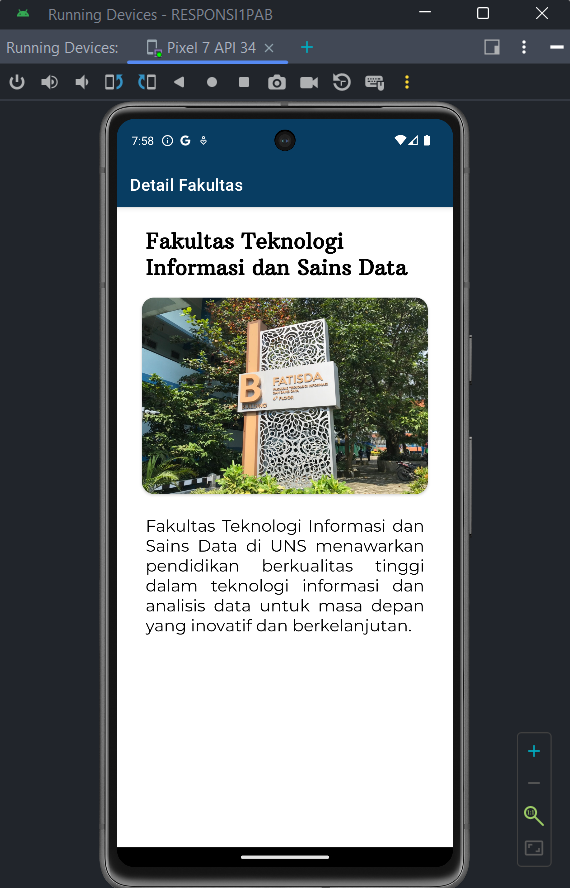 Running Devices - RESPONSI1PAB
Running Devices:
Pixel 7 API 34
7:58
Detail Fakultas
Fakultas Teknologi
Informasi dan Sains Data
B
FATISDA
Fakultas Teknologi Informasi dan
Sains Data di UNS menawarkan
pendidikan berkualitas tinggi
dalam teknologi informasi dan
analisis data untuk masa depan
yang inovatif dan berkelanjutan.